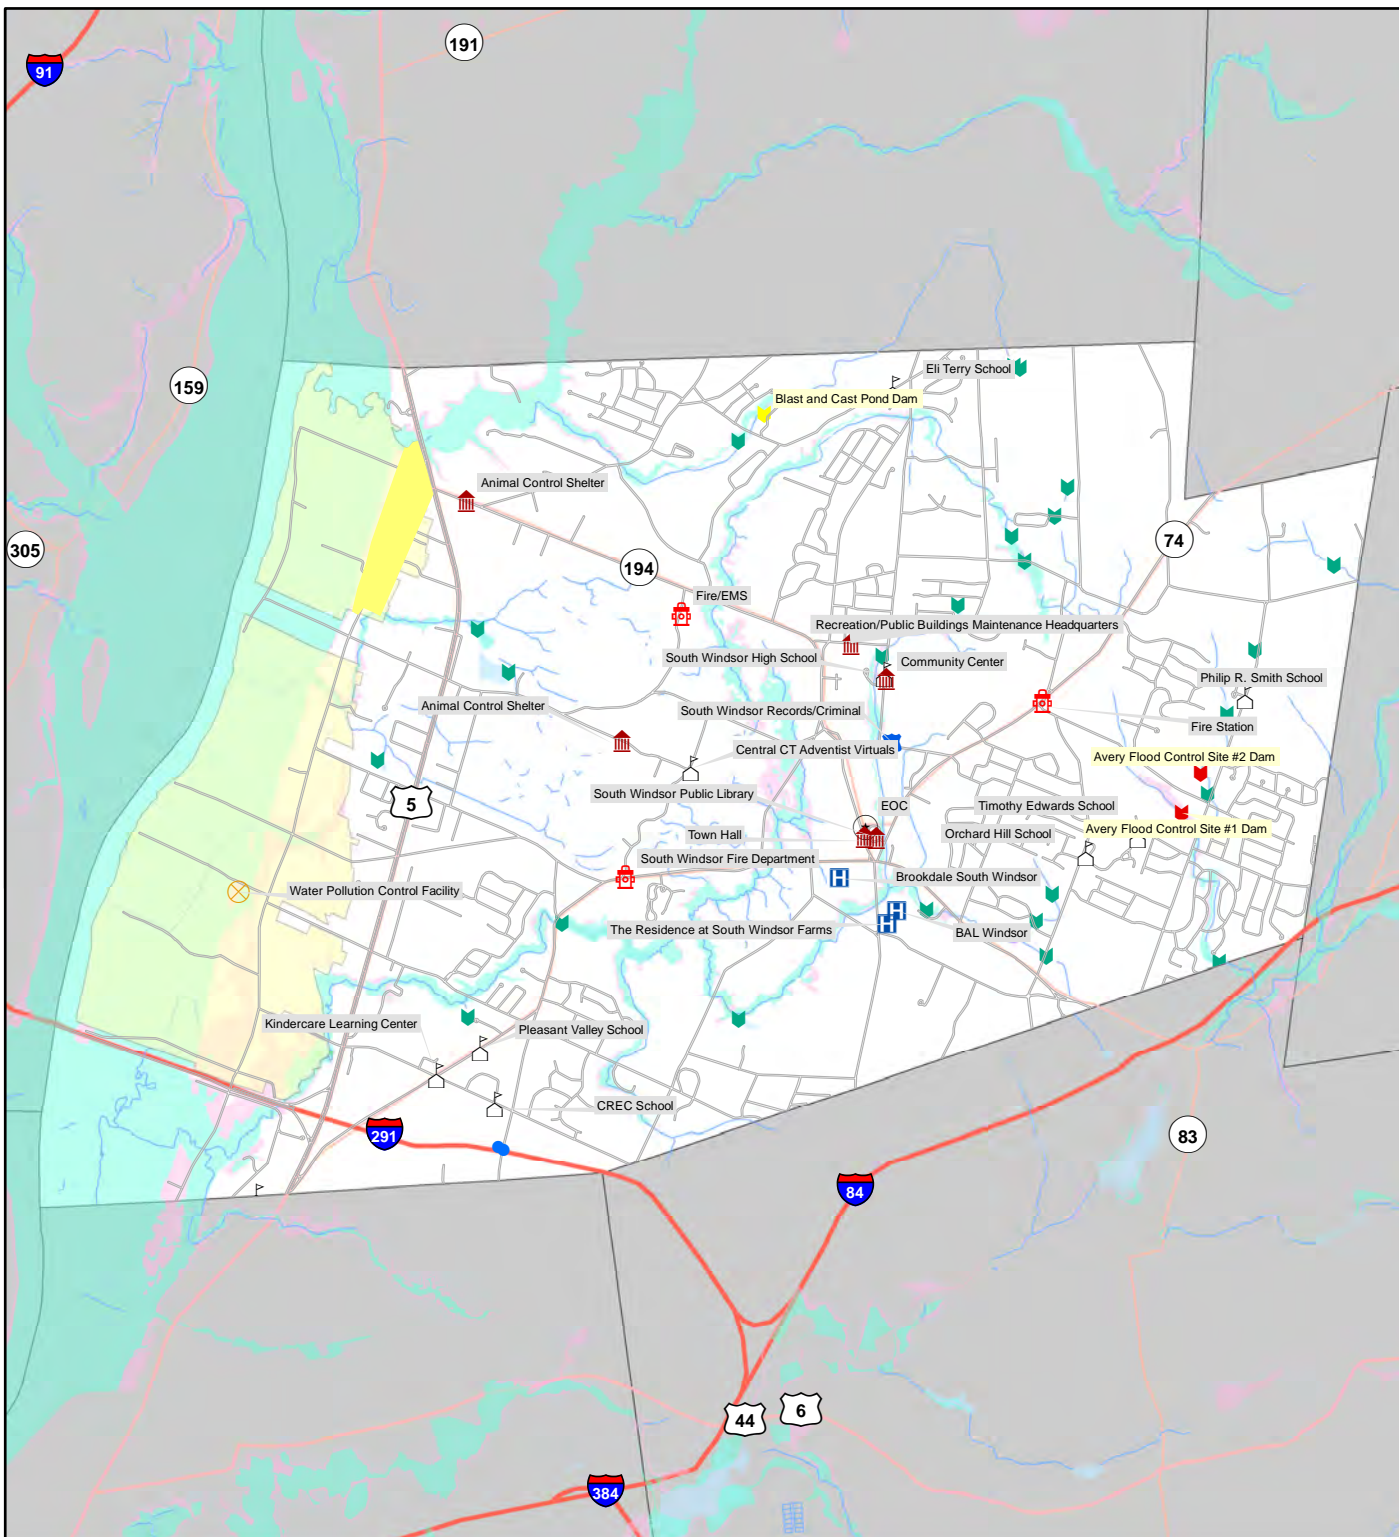 191
91
159
Eli Terry School
Blast and Cast Pond Dam
Animal Control Shelter
74
305
194
Fire/EMS
Recreation/Public Buildings Maintenance Headquarters
South Windsor High School
Community Center
Philip R. Smith School
Animal Control Shelter
South Windsor Records/Criminal
Fire Station
Central CT Adventist Virtuals
Avery Flood Control Site #2 Dam
South Windsor Public Library
5
EOC
Timothy Edwards School
Town Hall
Orchard Hill School
Avery Flood Control Site #1 Dam
South Windsor Fire Department
Brookdale South Windsor
Water Pollution Control Facility
The Residence at South Windsor Farms
BAL Windsor
Kindercare Learning Center
Pleasant Valley School
CREC School
291
83
84
44
6
384